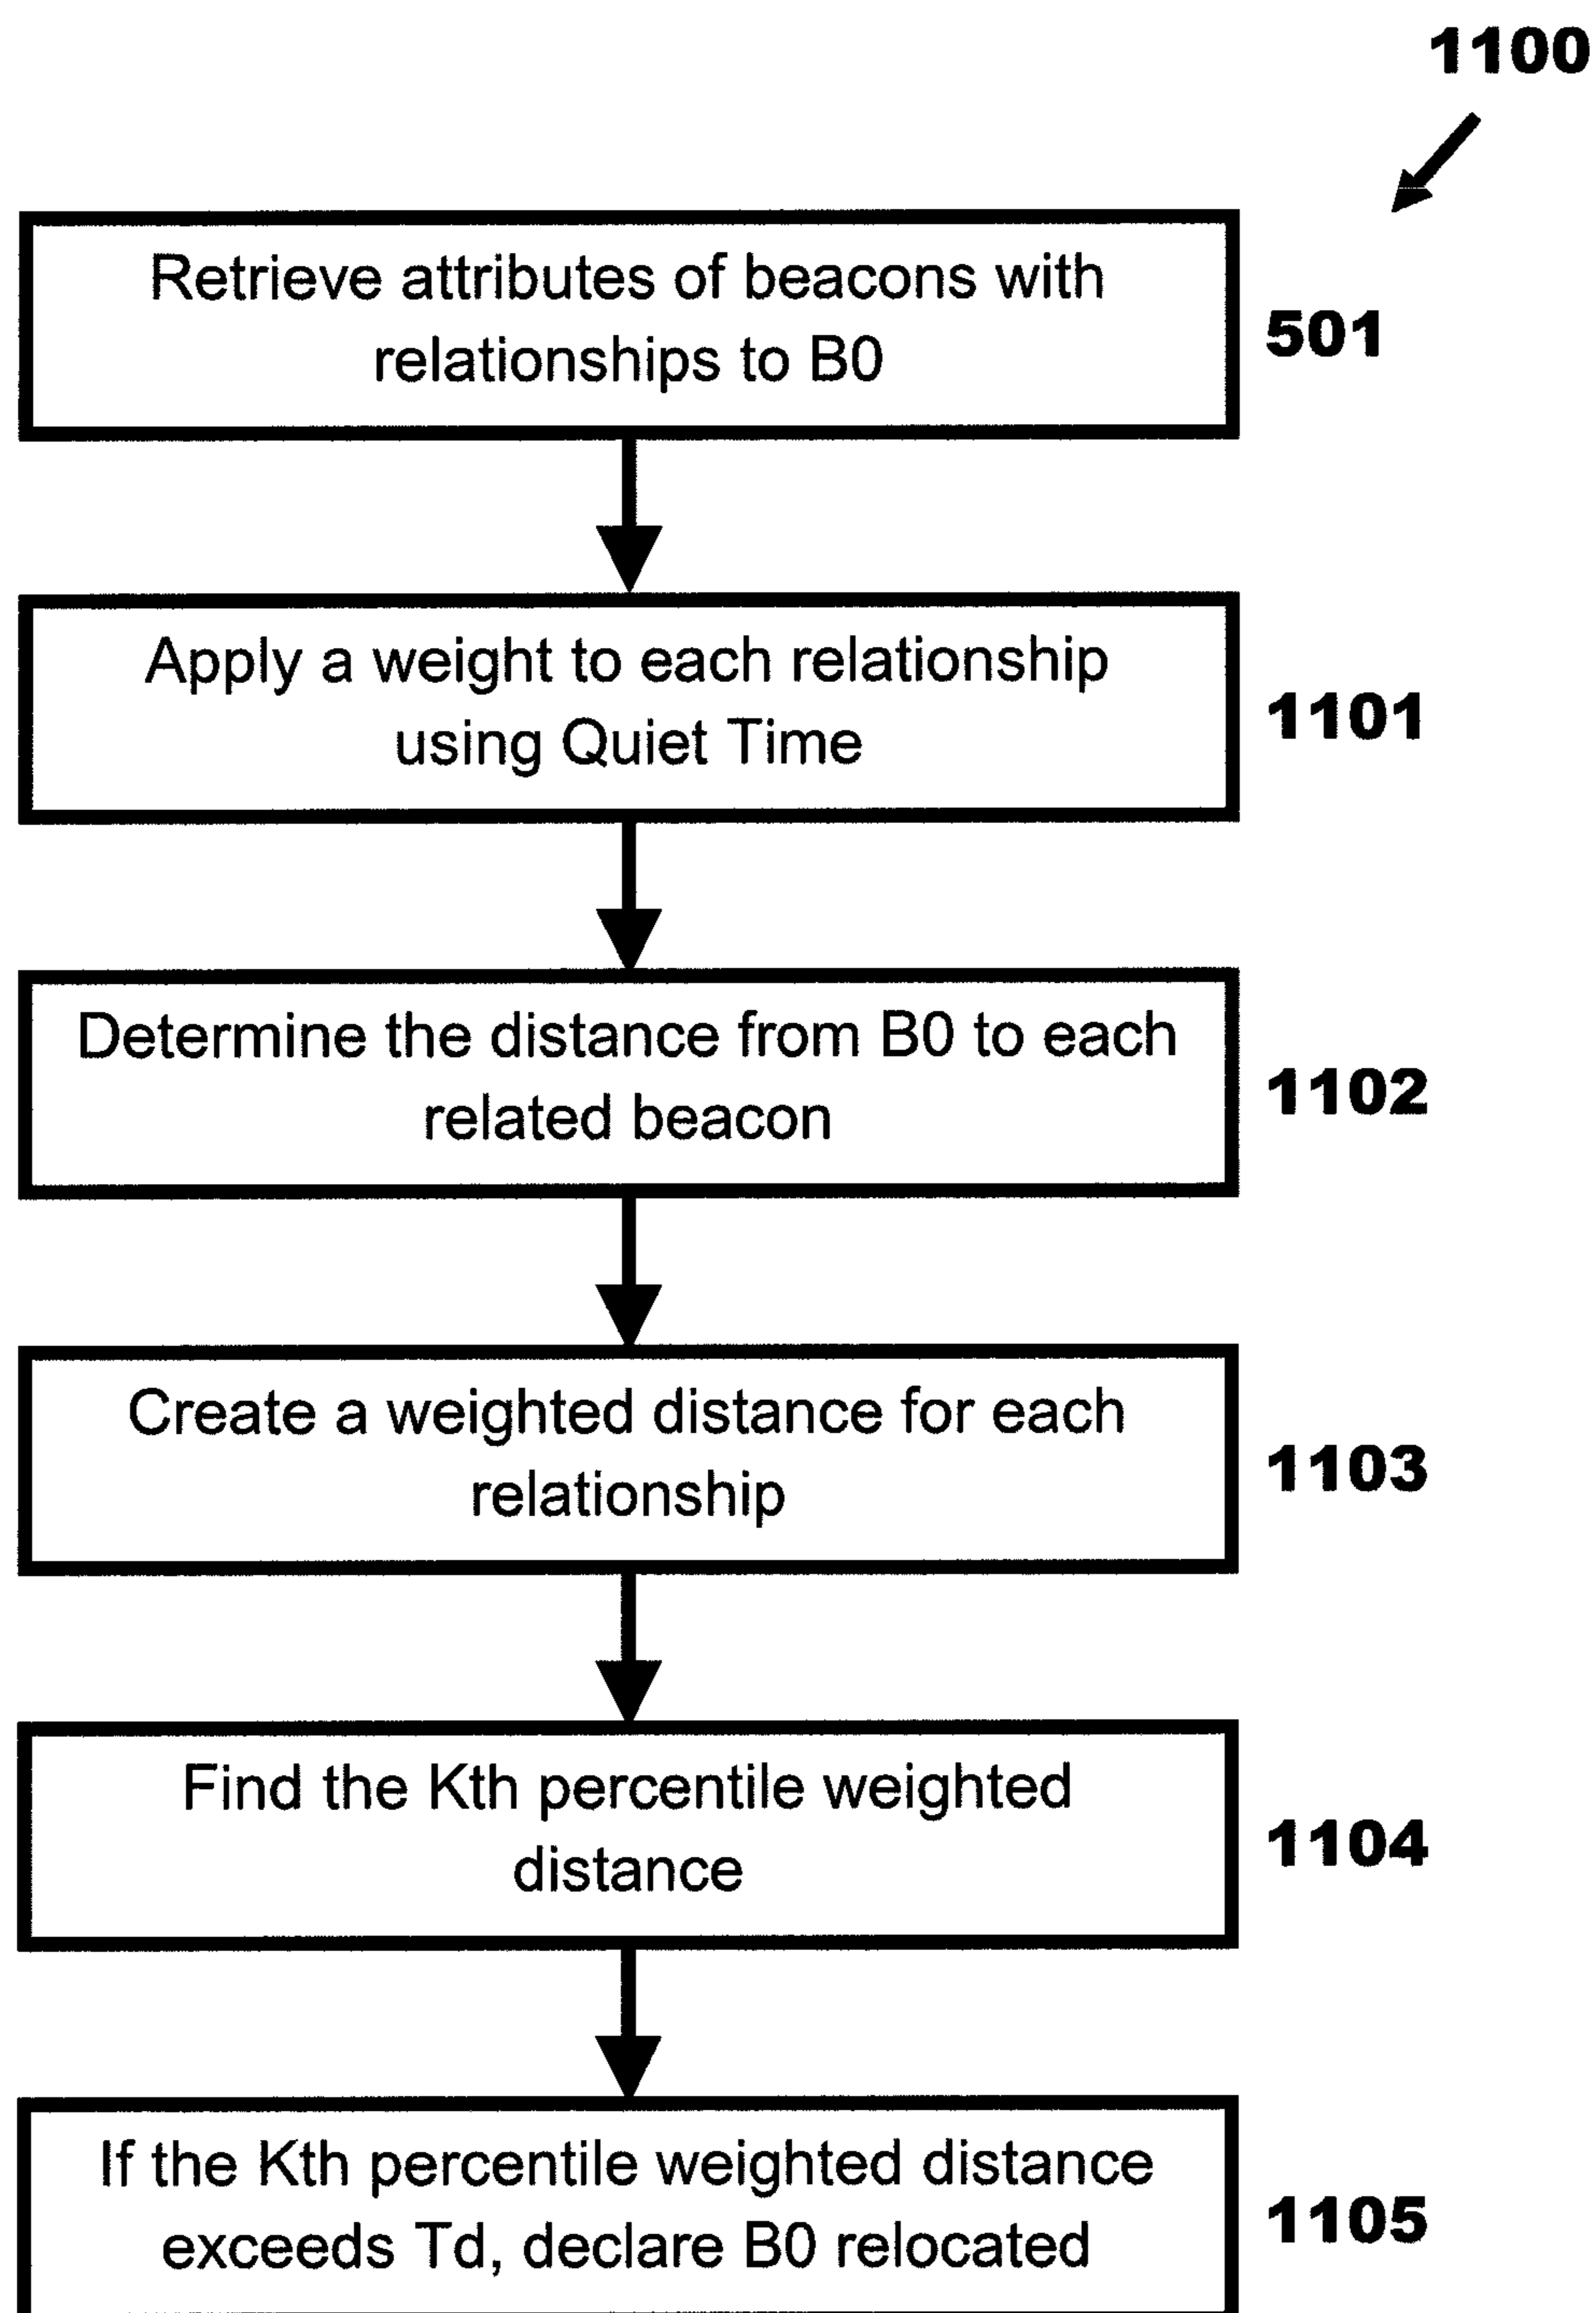 1100
Retrieve attributes of beacons with
relationships to B0
501
Apply a weight to each relationship
using Quiet Time
1101
Determine the distance from B0 to each
related beacon
1102
Create a weighted distance for each
relationship
1103
Find the Kth percentile weighted
distance
1104
If the Kth percentile weighted distance
exceeds Td, declare B0 relocated
1105